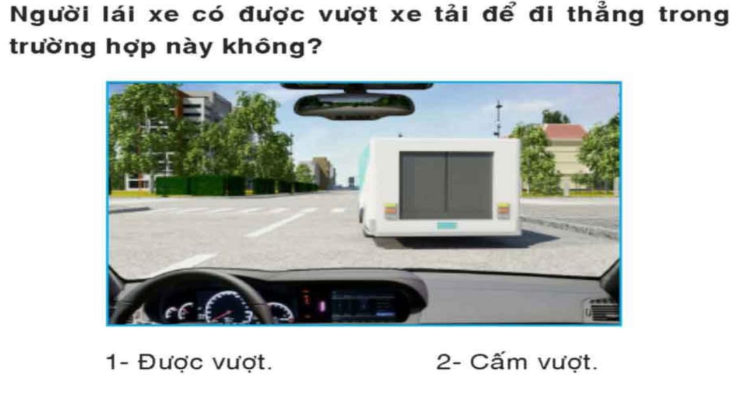 Người lái xe có được vượt xe tải để đi thẳng trong
trường hợp này không?
1- Được vượt.
2- Cấm vượt.